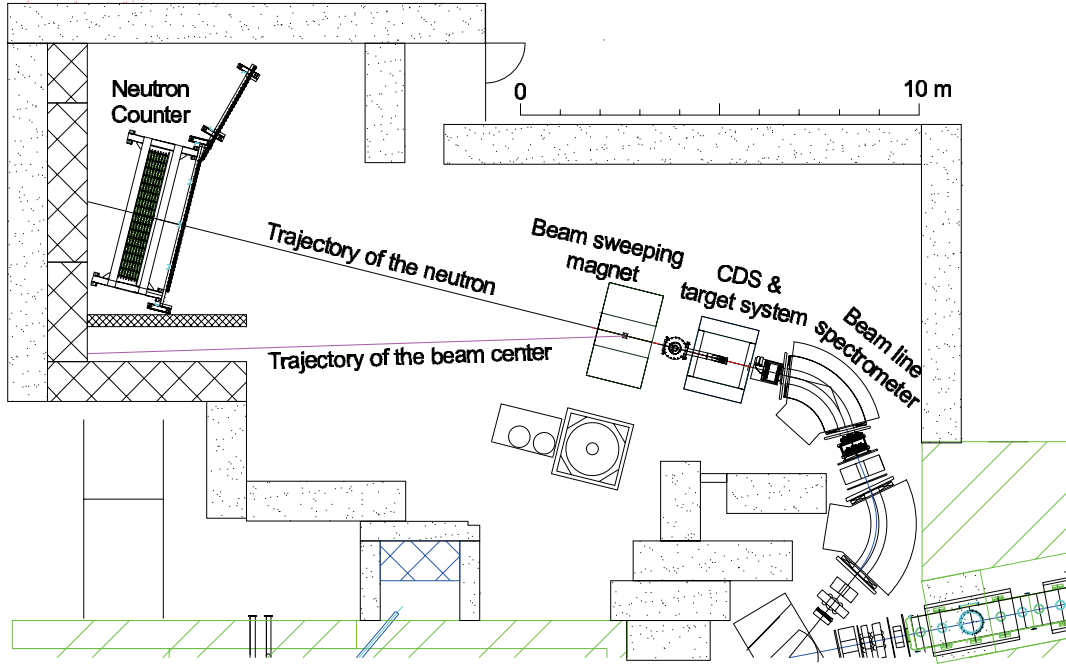 Neutron
Counter
0
10 m
Trajectory of the neutron
Beam sweeping
magnet
CDS &
target system
Beam line
spectrometer
Trajectory of the beam center